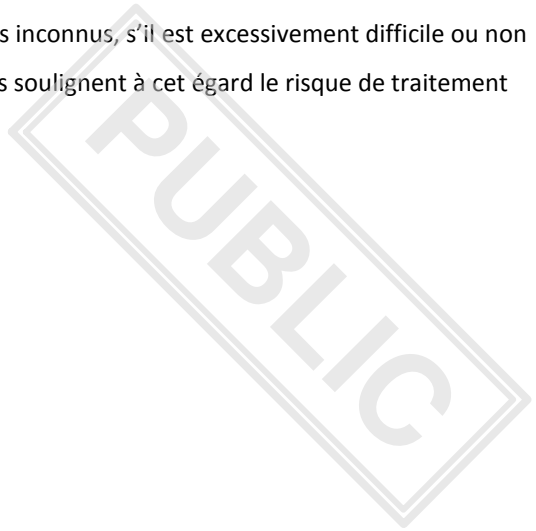 s inconnus, s’il est excessivement difficile ou non
s soulignent à cet égard le risque de traitement
PUBLIC